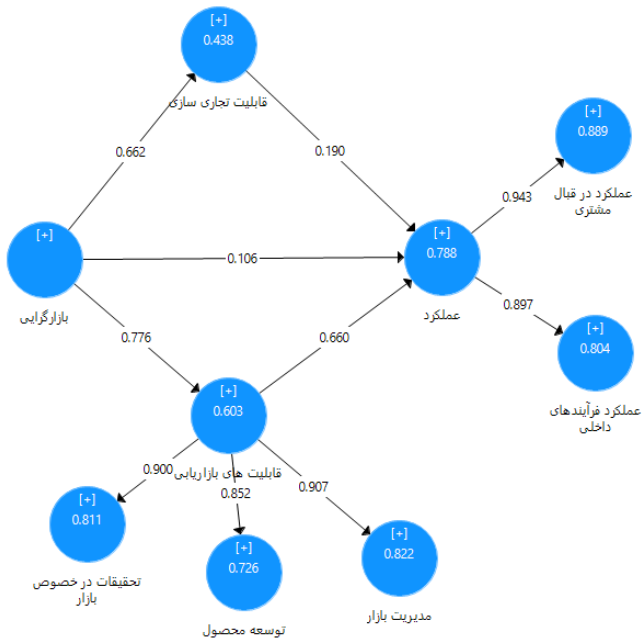 [+]
0.438
قابلیت تجاری سازی
[+]
0.889
عملکرد در قبال
مشتری
0.662
0.190
0.943
[+]
بازارگرایی
0.106
[+]
0.788
عملکرد
0.897
[+]
0.804
عملکرد فرآیندهای
داخلی
0.776
0.660
[+]
0.603
قابلیت های بازاریابی
0.900
0.852
0.907
[+]
0.811
تحقیقات در خصوص
بازار
[+]
0.726
توسعه محصول
[+]
0.822
مدیریت بازار